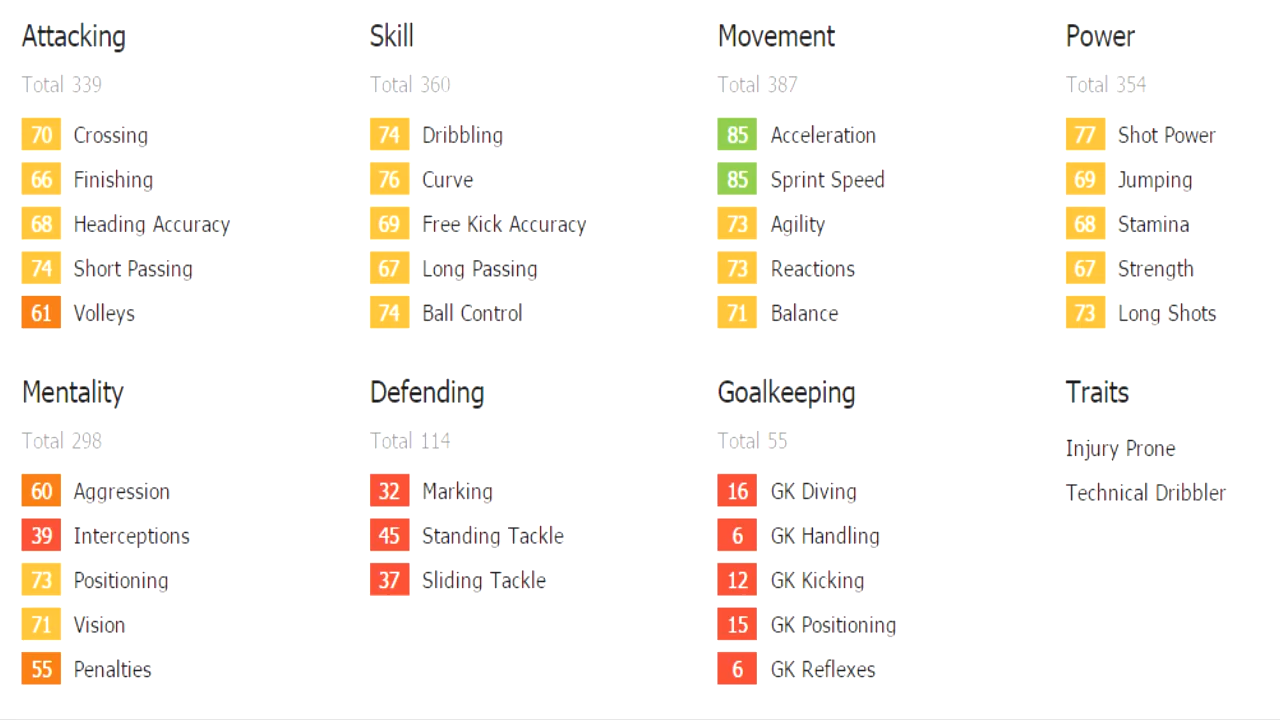 Attacking
Total 339
70 Crossing
66 Finishing
68 Heading Accuracy
74 Short Passing
61 Volleys
Skill
Total 360
74 Dribbling
76 Curve
69 Free Kick Accuracy
67 Long Passing
74 Ball Control
Movement
Total 387
85 Acceleration
85 Sprint Speed
73 Agility
73 Reactions
71 Balance
Power
Total 354
77 Shot Power
69 Jumping
68 Stamina
67 Strength
73 Long Shots
Mentality
Total 298
60 Aggression
39 Interceptions
73 Positioning
71 Vision
55 Penalties
Defending
Total 114
32 Marking
45 Standing Tackle
37 Sliding Tackle
Goalkeeping
Total 55
16 GK Diving
6 GK Handling
12 GK Kicking
15 GK Positioning
6 GK Reflexes
Traits
Injury Prone
Technical Dribbler